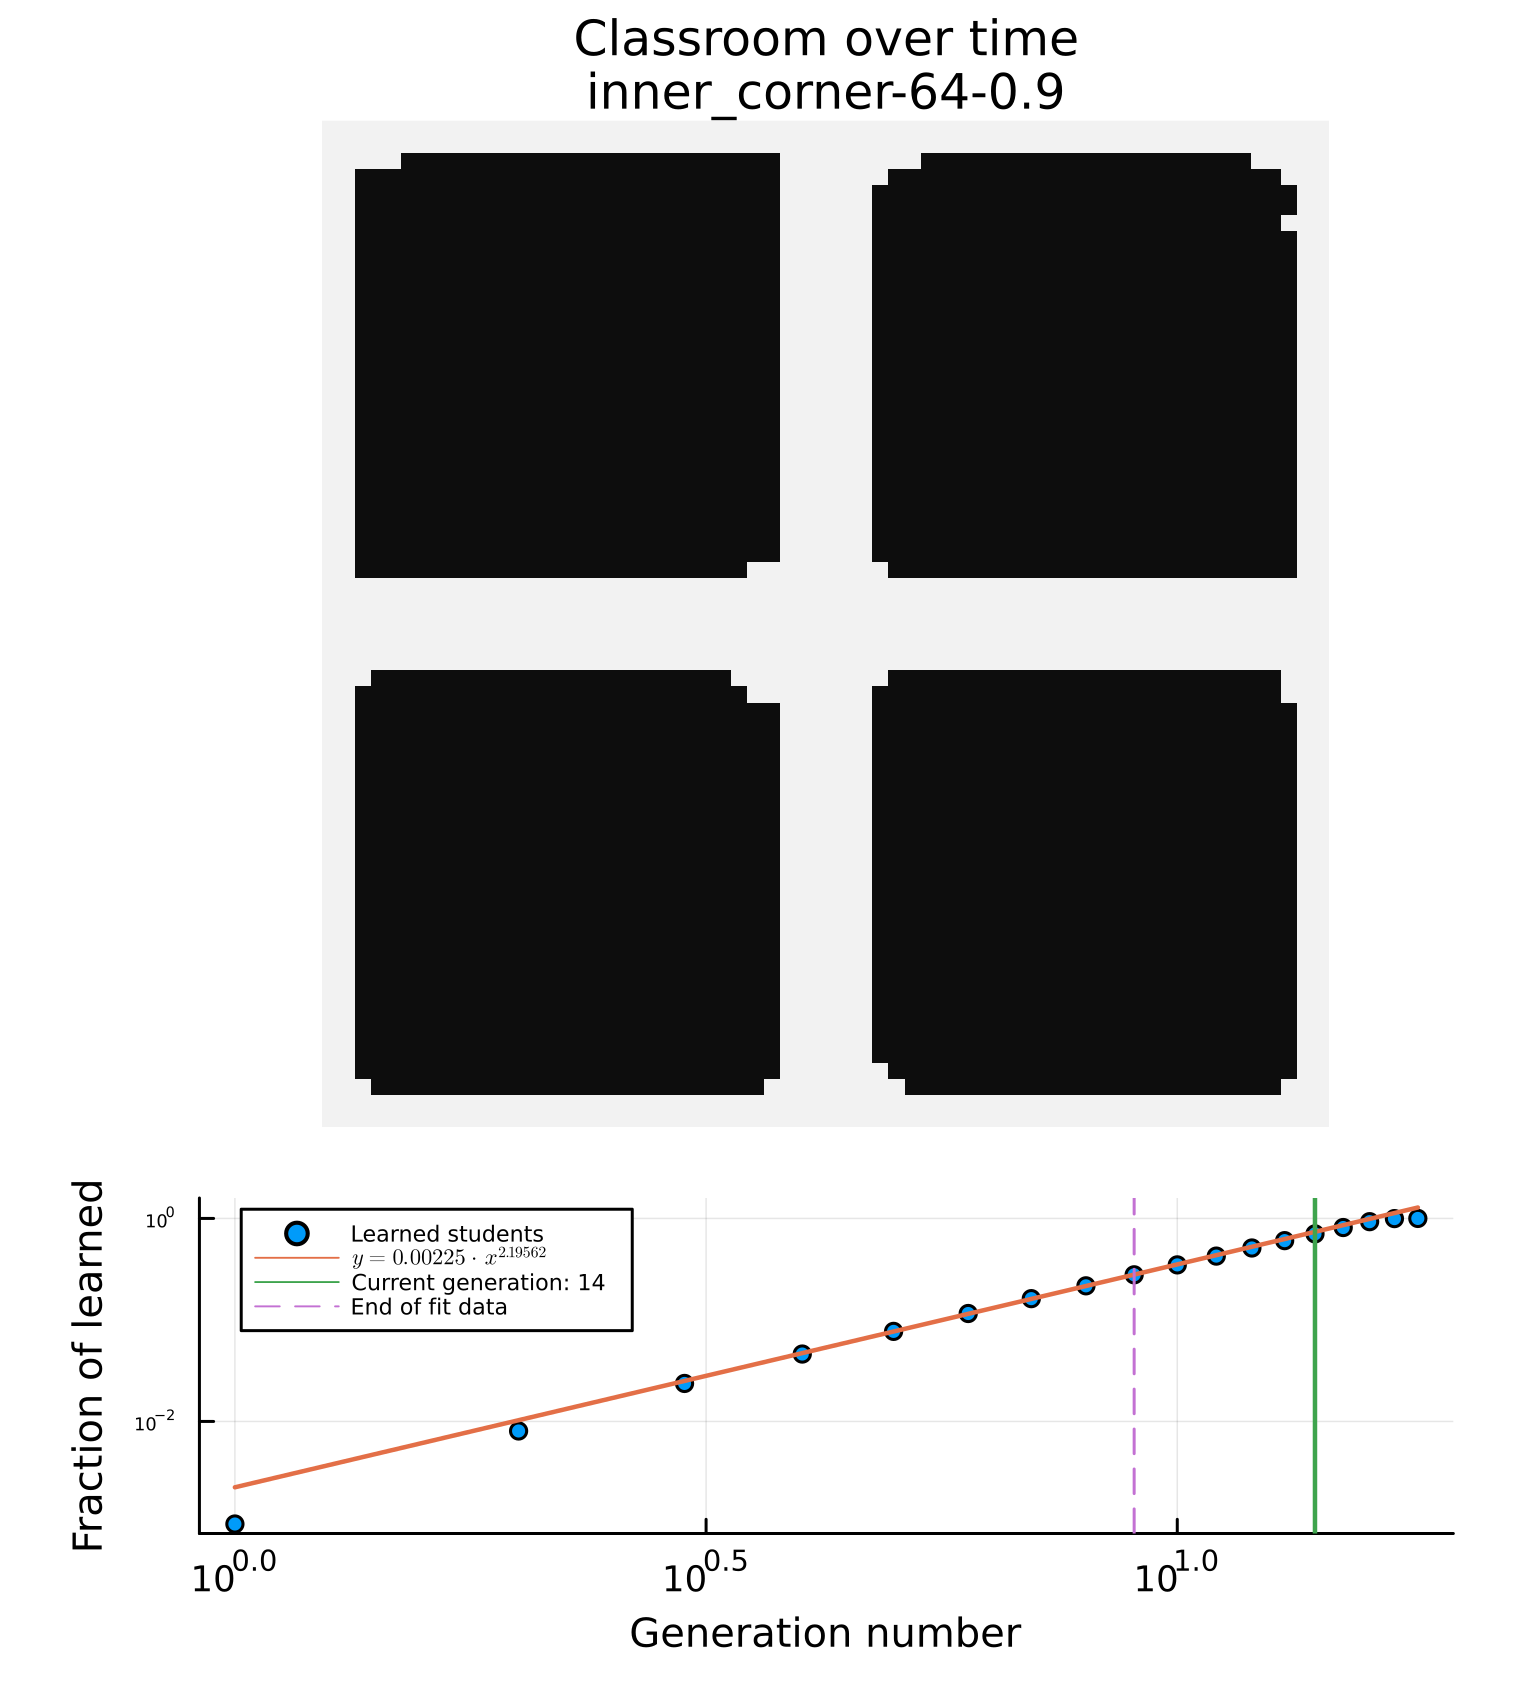 Classroom over time
inner_corner-64-0.9
Fraction of learned
10^0
10^−2
Learned students
y = 0.00225 · x^2.19562
Current generation: 14
End of fit data
10^0.0
10^0.5
10^1.0
Generation number